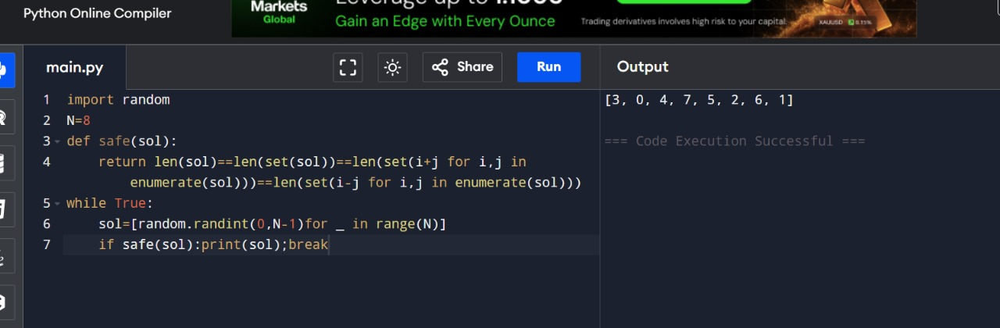 Python Online Compiler
Markets
Global
Leverage up to 1:1000
Gain an Edge with Every Ounce
Trading derivatives involves high risk to your capital.
XAUUSD 0.15%
main.py
Share
Run
Output
1 import random
2 N=8
3 def safe(sol):
4 return len(sol)==len(set(sol))==len(set(i+j for i,j in
enumerate(sol)))==len(set(i-j for i,j in enumerate(sol)))
5 while True:
6 sol=[random.randint(0,N-1)for _ in range(N)]
7 if safe(sol):print(sol);break
[3, 0, 4, 7, 5, 2, 6, 1]
=== Code Execution Successful ===